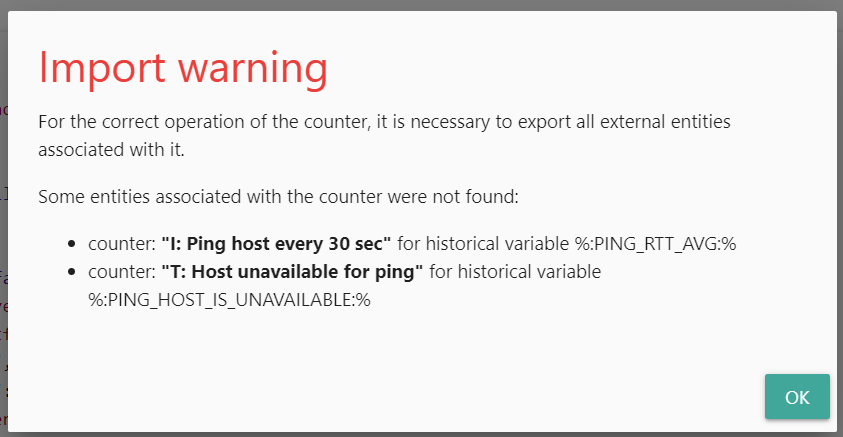 Import warning
For the correct operation of the counter, it is necessary to export all external entities
associated with it.
Some entities associated with the counter were not found:
• counter: "I: Ping host every 30 sec" for historical variable %:PING_RTT_AVG:%
• counter: "T: Host unavailable for ping" for historical variable
%:PING_HOST_IS_UNAVAILABLE:%
OK